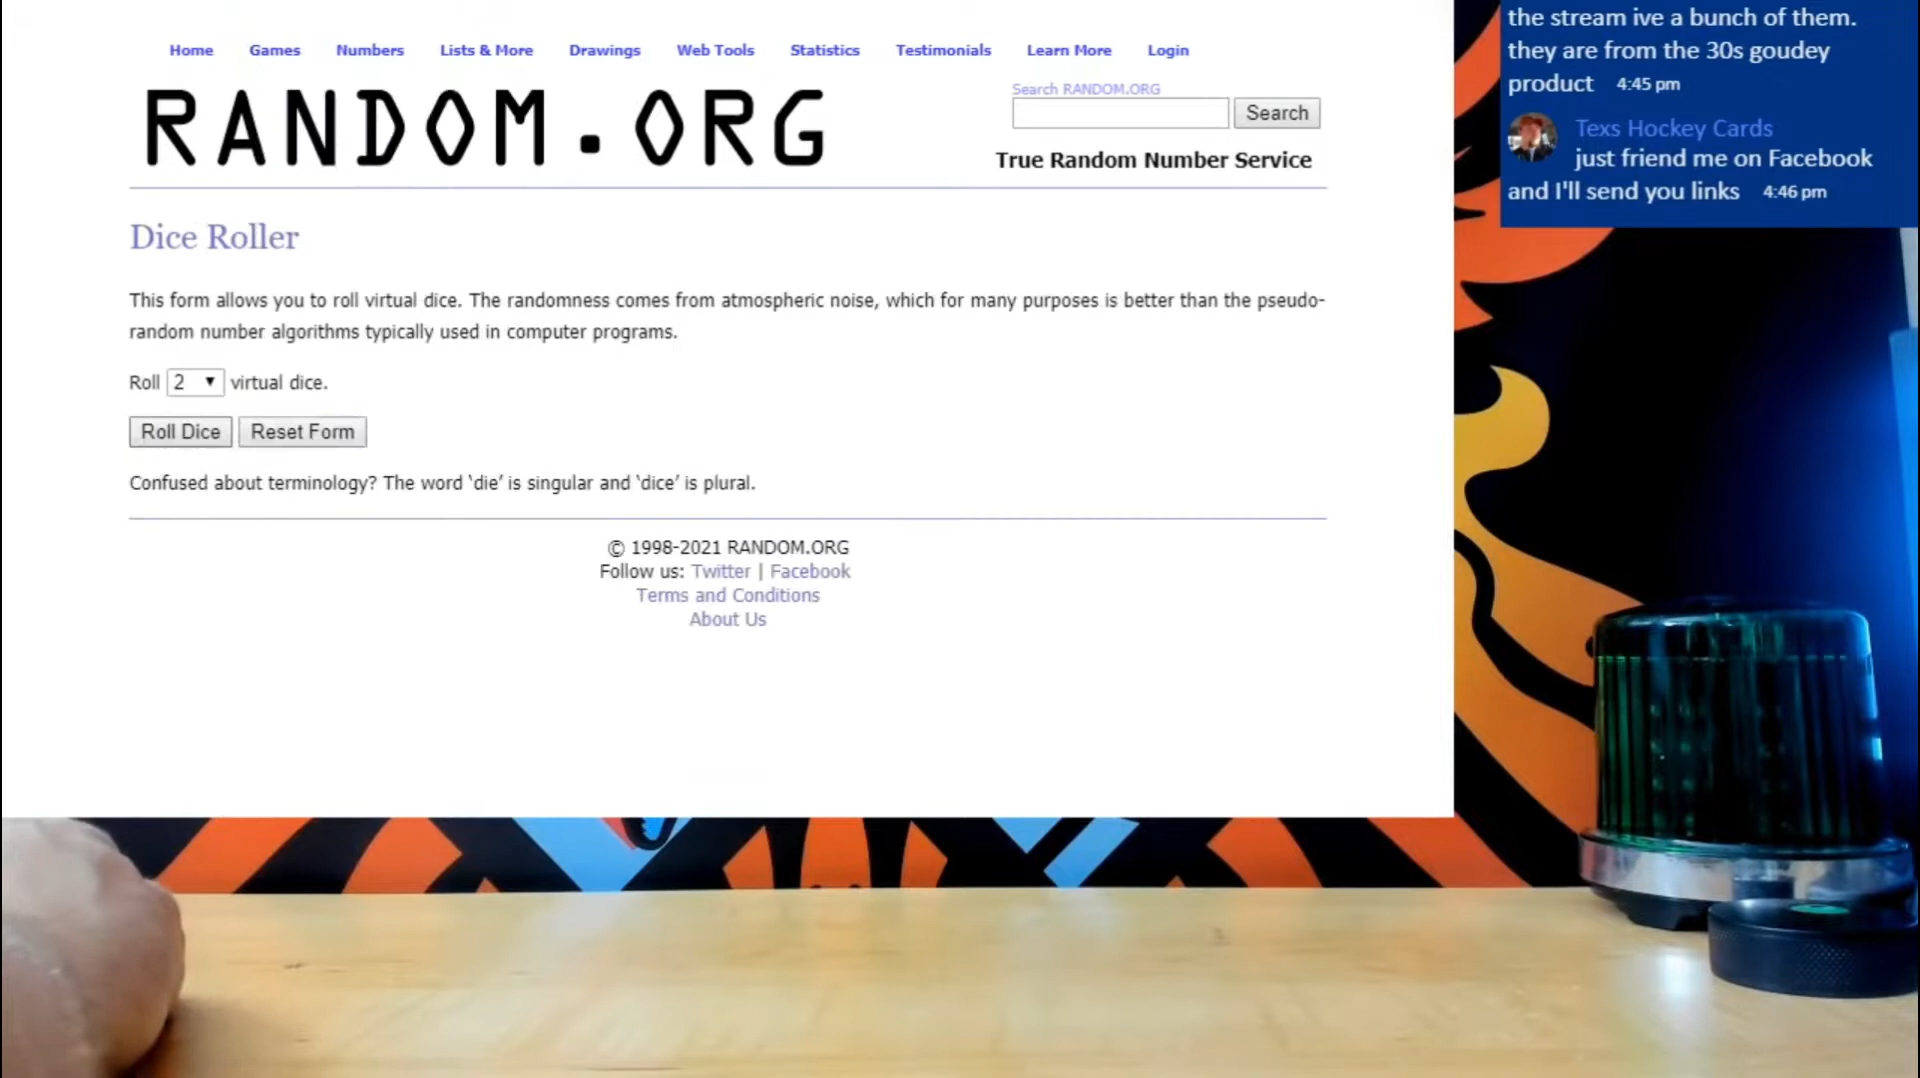 Home Games Numbers Lists & More Drawings Web Tools Statistics Testimonials Learn More Login
RANDOM.ORG
Search RANDOM.ORG
Search
True Random Number Service
Dice Roller
This form allows you to roll virtual dice. The randomness comes from atmospheric noise, which for many purposes is better than the pseudo-
random number algorithms typically used in computer programs.
Roll 2 virtual dice.
Roll Dice Reset Form
Confused about terminology? The word ‘die’ is singular and ‘dice’ is plural.
© 1998-2021 RANDOM.ORG
Follow us: Twitter | Facebook
Terms and Conditions
About Us
the stream ive a bunch of them.
they are from the 30s goudey
product 4:45 pm
Texs Hockey Cards
just friend me on Facebook
and I'll send you links 4:46 pm